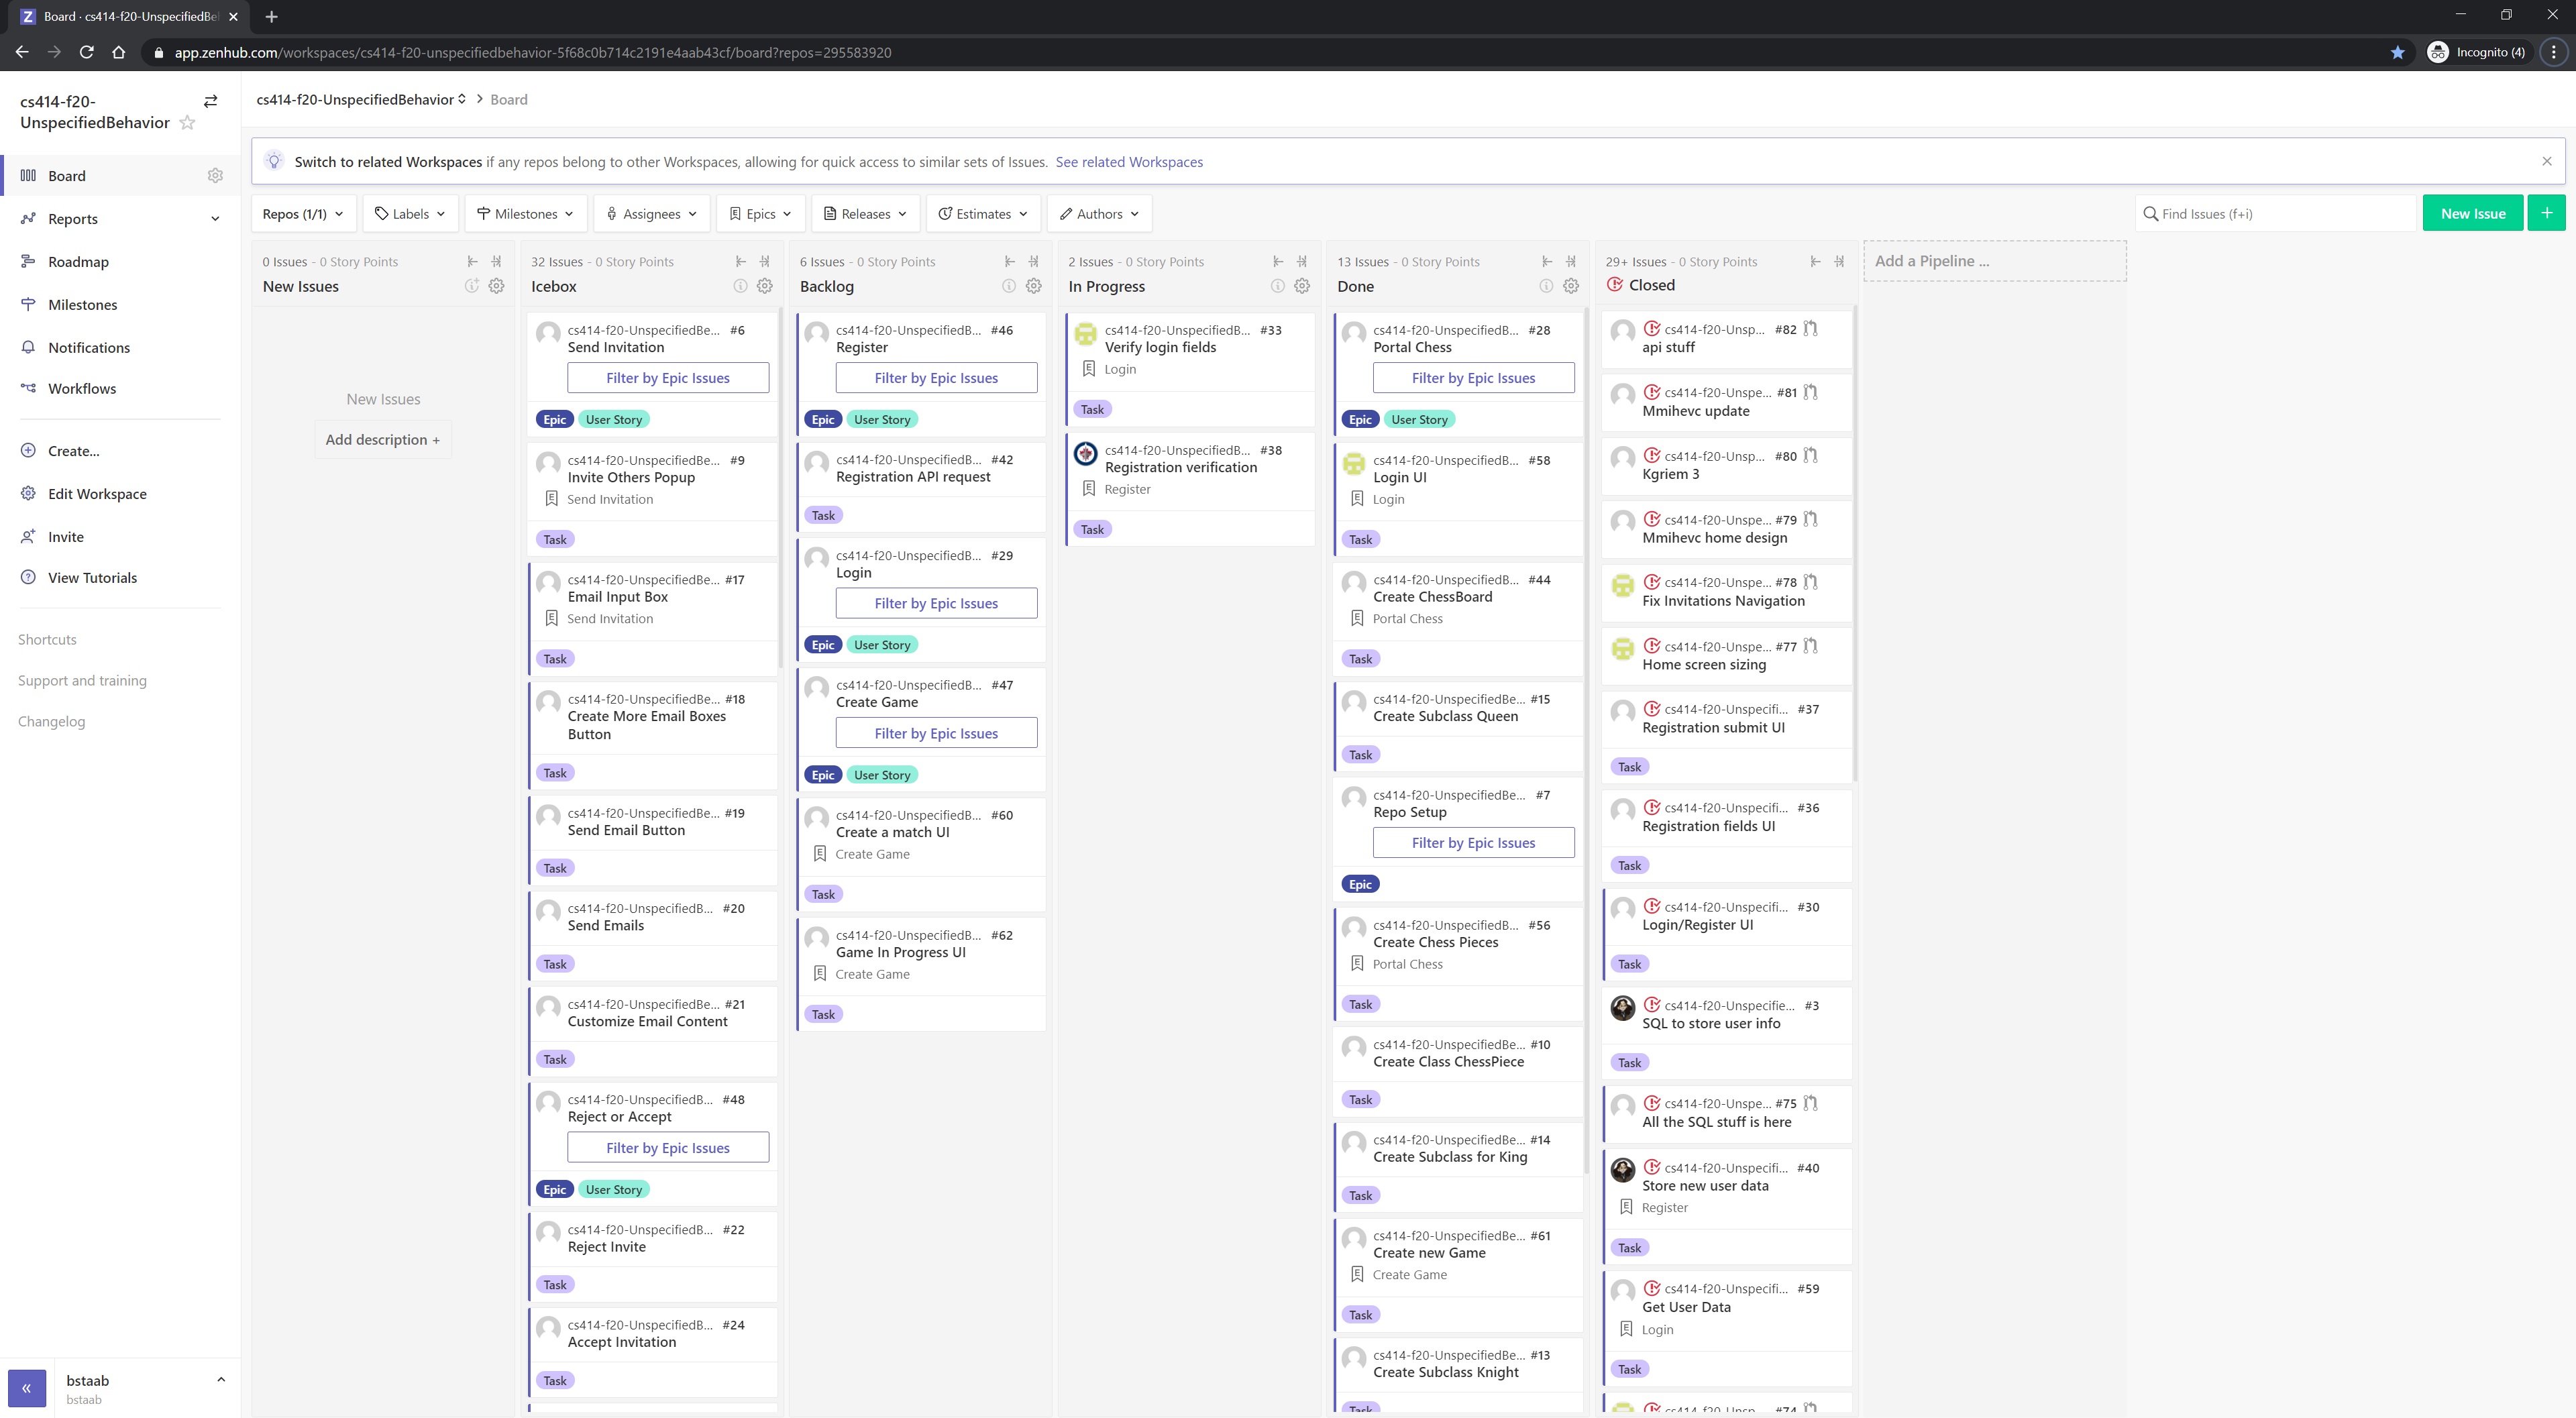 Board · cs414-f20-UnspecifiedBe
app.zenhub.com/workspaces/cs414-f20-unspecifiedbehavior-5f68c0b714c2191e4aab43cf/board?repos=295583920
Incognito (4)
cs414-f20-
UnspecifiedBehavior
Board
Reports
Roadmap
Milestones
Notifications
Workflows
Create...
Edit Workspace
Invite
View Tutorials
Shortcuts
Support and training
Changelog
bstaab
bstaab
cs414-f20-UnspecifiedBehavior > Board
Switch to related Workspaces if any repos belong to other Workspaces, allowing for quick access to similar sets of Issues. See related Workspaces
Repos (1/1) Labels Milestones Assignees Epics Releases Estimates Authors
Find Issues (f+i)
New Issue
0 Issues - 0 Story Points
New Issues
New Issues
Add description +
32 Issues - 0 Story Points
Icebox
cs414-f20-UnspecifiedBe... #6
Send Invitation
Filter by Epic Issues
Epic User Story
cs414-f20-UnspecifiedBe... #9
Invite Others Popup
Send Invitation
Task
cs414-f20-UnspecifiedBe... #17
Email Input Box
Send Invitation
Task
cs414-f20-UnspecifiedBe... #18
Create More Email Boxes
Button
Task
cs414-f20-UnspecifiedBe... #19
Send Email Button
Task
cs414-f20-UnspecifiedB... #20
Send Emails
Task
cs414-f20-UnspecifiedBe... #21
Customize Email Content
Task
cs414-f20-UnspecifiedB... #48
Reject or Accept
Filter by Epic Issues
Epic User Story
cs414-f20-UnspecifiedB... #22
Reject Invite
Task
cs414-f20-UnspecifiedB... #24
Accept Invitation
Task
6 Issues - 0 Story Points
Backlog
cs414-f20-UnspecifiedB... #46
Register
Filter by Epic Issues
Epic User Story
cs414-f20-UnspecifiedB... #42
Registration API request
Task
cs414-f20-UnspecifiedB... #29
Login
Filter by Epic Issues
Epic User Story
cs414-f20-UnspecifiedB... #47
Create Game
Filter by Epic Issues
Epic User Story
cs414-f20-UnspecifiedB... #60
Create a match UI
Create Game
Task
cs414-f20-UnspecifiedB... #62
Game In Progress UI
Create Game
Task
2 Issues - 0 Story Points
In Progress
cs414-f20-UnspecifiedB... #33
Verify login fields
Login
Task
cs414-f20-UnspecifiedB... #38
Registration verification
Register
Task
13 Issues - 0 Story Points
Done
cs414-f20-UnspecifiedB... #28
Portal Chess
Filter by Epic Issues
Epic User Story
cs414-f20-UnspecifiedB... #58
Login UI
Login
Task
cs414-f20-UnspecifiedB... #44
Create ChessBoard
Portal Chess
Task
cs414-f20-UnspecifiedBe... #15
Create Subclass Queen
Task
cs414-f20-UnspecifiedBe... #7
Repo Setup
Filter by Epic Issues
Epic
cs414-f20-UnspecifiedB... #56
Create Chess Pieces
Portal Chess
Task
cs414-f20-UnspecifiedBe... #10
Create Class ChessPiece
Task
cs414-f20-UnspecifiedBe... #14
Create Subclass for King
Task
cs414-f20-UnspecifiedBe... #61
Create new Game
Create Game
Task
cs414-f20-UnspecifiedBe... #13
Create Subclass Knight
Task
29+ Issues - 0 Story Points
Closed
cs414-f20-Unsp... #82
api stuff
cs414-f20-Unspe... #81
Mmihevc update
cs414-f20-Unsp... #80
Kgriem 3
cs414-f20-Unspe... #79
Mmihevc home design
cs414-f20-Unspe... #78
Fix Invitations Navigation
cs414-f20-Unspe... #77
Home screen sizing
cs414-f20-Unspecifi... #37
Registration submit UI
Task
cs414-f20-Unspecifi... #36
Registration fields UI
Task
cs414-f20-Unspecifi... #30
Login/Register UI
Task
cs414-f20-Unspecifie... #3
SQL to store user info
Task
cs414-f20-Unspe... #75
All the SQL stuff is here
cs414-f20-Unspecifi... #40
Store new user data
Register
Task
cs414-f20-Unspecifi... #59
Get User Data
Login
Task
cs414-f20-Unsp... #74
Add a Pipeline ...